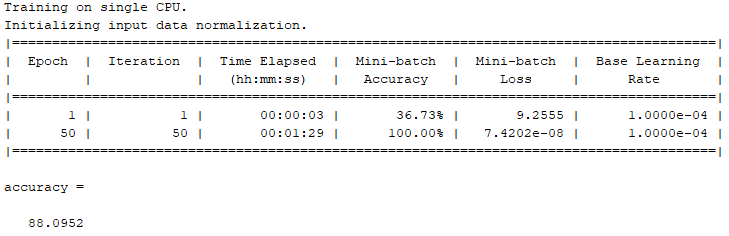 Training on single CPU.
Initializing input data normalization.
|========================================================================================|
| Epoch | Iteration | Time Elapsed | Mini-batch | Mini-batch | Base Learning |
| | | (hh:mm:ss) | Accuracy | Loss | Rate |
|========================================================================================|
| 1 | 1 | 00:00:03 | 36.73% | 9.2555 | 1.0000e-04 |
| 50 | 50 | 00:01:29 | 100.00% | 7.4202e-08 | 1.0000e-04 |
|========================================================================================|
accuracy =
88.0952